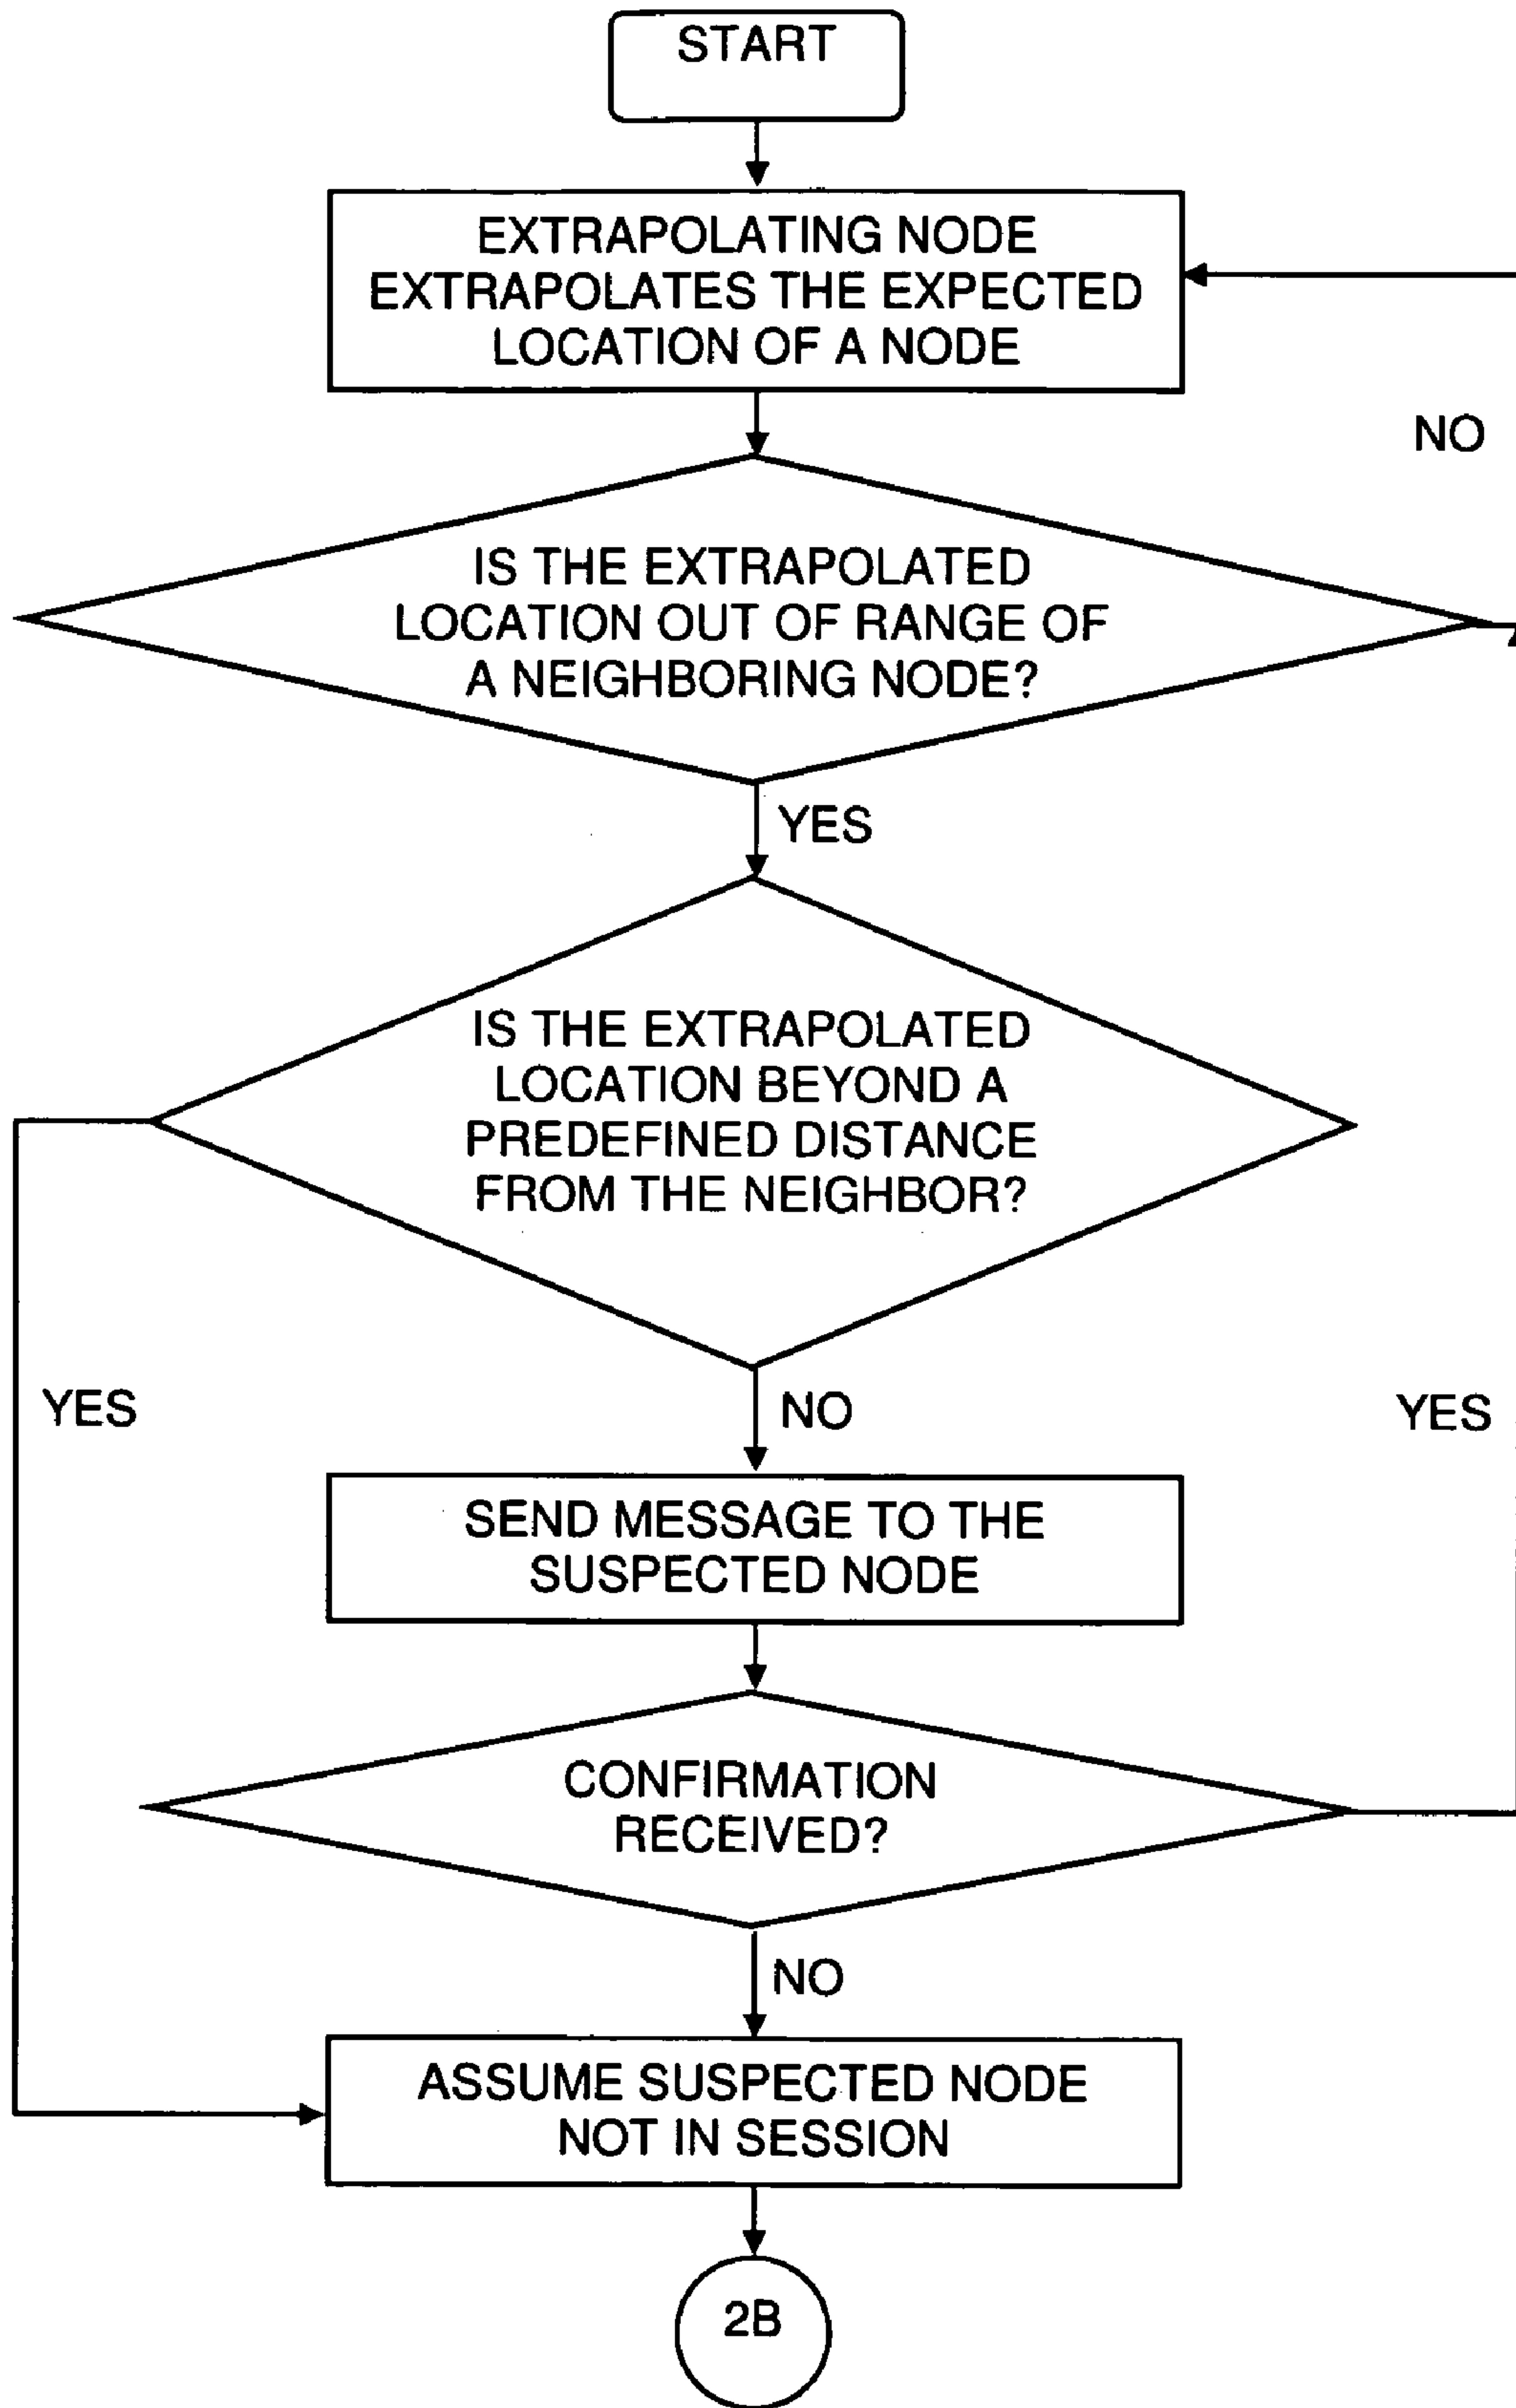 START
EXTRAPOLATING NODE
EXTRAPOLATES THE EXPECTED
LOCATION OF A NODE
NO
IS THE EXTRAPOLATED
LOCATION OUT OF RANGE OF
A NEIGHBORING NODE?
YES
IS THE EXTRAPOLATED
LOCATION BEYOND A
PREDEFINED DISTANCE
FROM THE NEIGHBOR?
YES
NO
YES
SEND MESSAGE TO THE
SUSPECTED NODE
CONFIRMATION
RECEIVED?
NO
ASSUME SUSPECTED NODE
NOT IN SESSION
2B